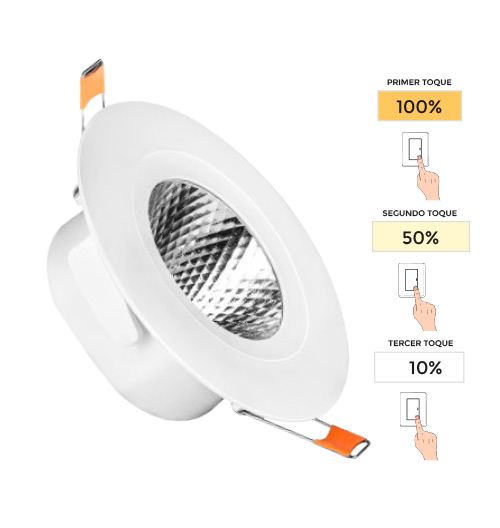 PRIMER TOQUE
100%
SEGUNDO TOQUE
50%
TERCER TOQUE
10%